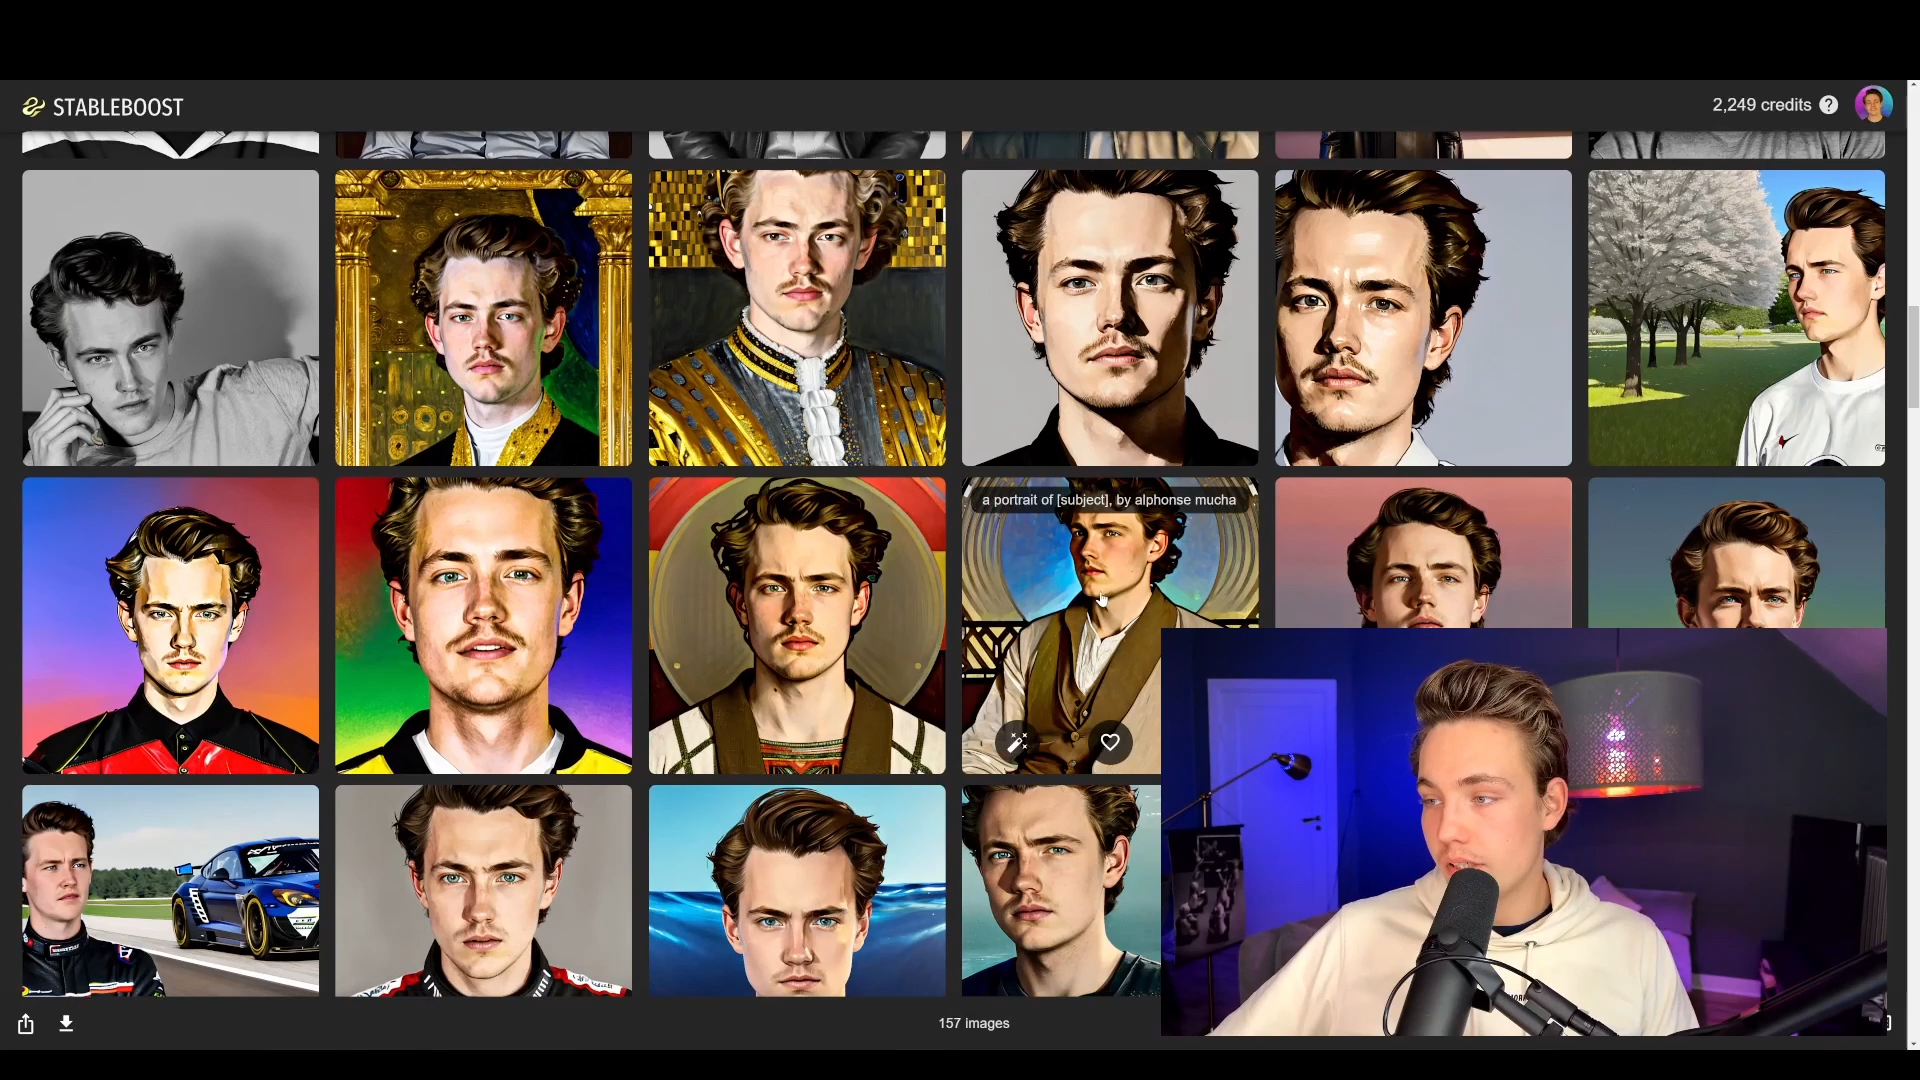 STABLEBOOST
2,249 credits ?
a portrait of [subject], by alphonse mucha
157 images